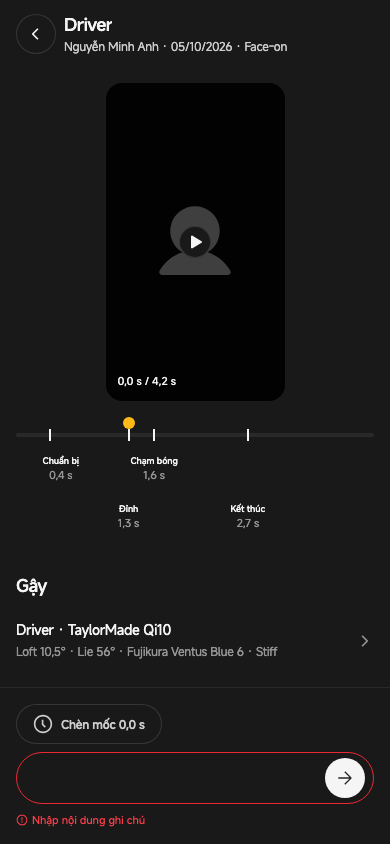 Driver
Nguyễn Minh Anh · 05/10/2026 · Face-on
0,0 s / 4,2 s
Chuẩn bị
0,4 s
Chạm bóng
1,6 s
Đỉnh
1,3 s
Kết thúc
2,7 s
Gậy
Driver · TaylorMade Qi10
Loft 10,5° · Lie 56° · Fujikura Ventus Blue 6 · Stiff
Chèn mốc 0,0 s
Nhập nội dung ghi chú